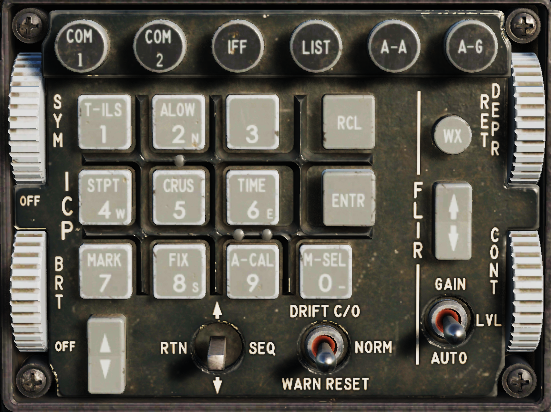 COM 1
COM 2
IFF
LIST
A-A
A-G
SYM
T-ILS
1
ALOW
2 N
3
RCL
WX
DEPR
RET
OFF
ICP
STPT
4 W
CRUS
5
TIME
6 E
ENTR
FLIR
BRT
MARK
7
FIX
8 S
A-CAL
9
M-SEL
0 -
CONT
GAIN
LVL
AUTO
OFF
RTN
SEQ
DRIFT C/O
NORM
WARN RESET